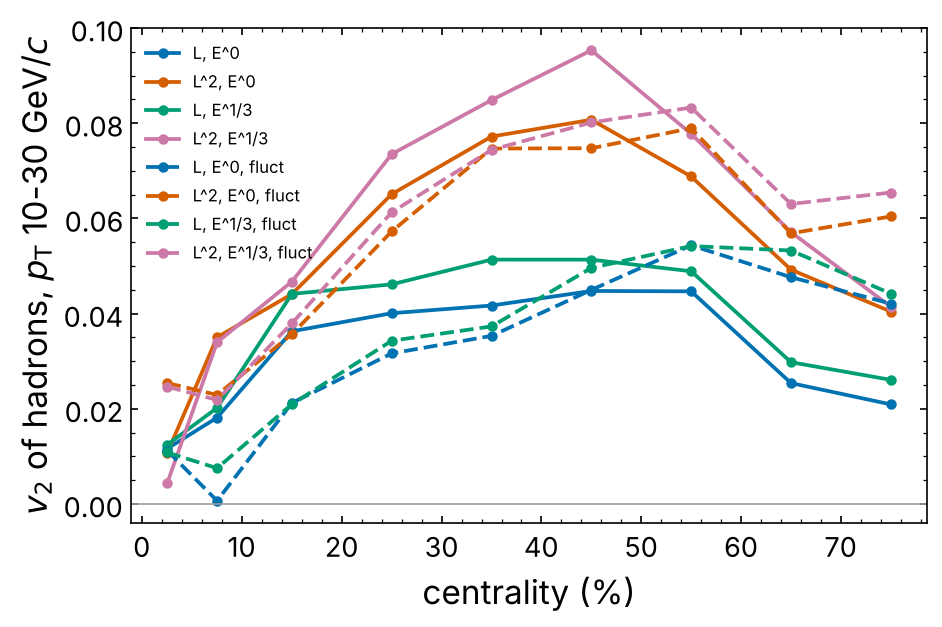 v₂ of hadrons, p_T 10-30 GeV/c
0.10
0.08
0.06
0.04
0.02
0.00
L, E^0
L^2, E^0
L, E^1/3
L^2, E^1/3
L, E^0, fluct
L^2, E^0, fluct
L, E^1/3, fluct
L^2, E^1/3, fluct
0 10 20 30 40 50 60 70
centrality (%)